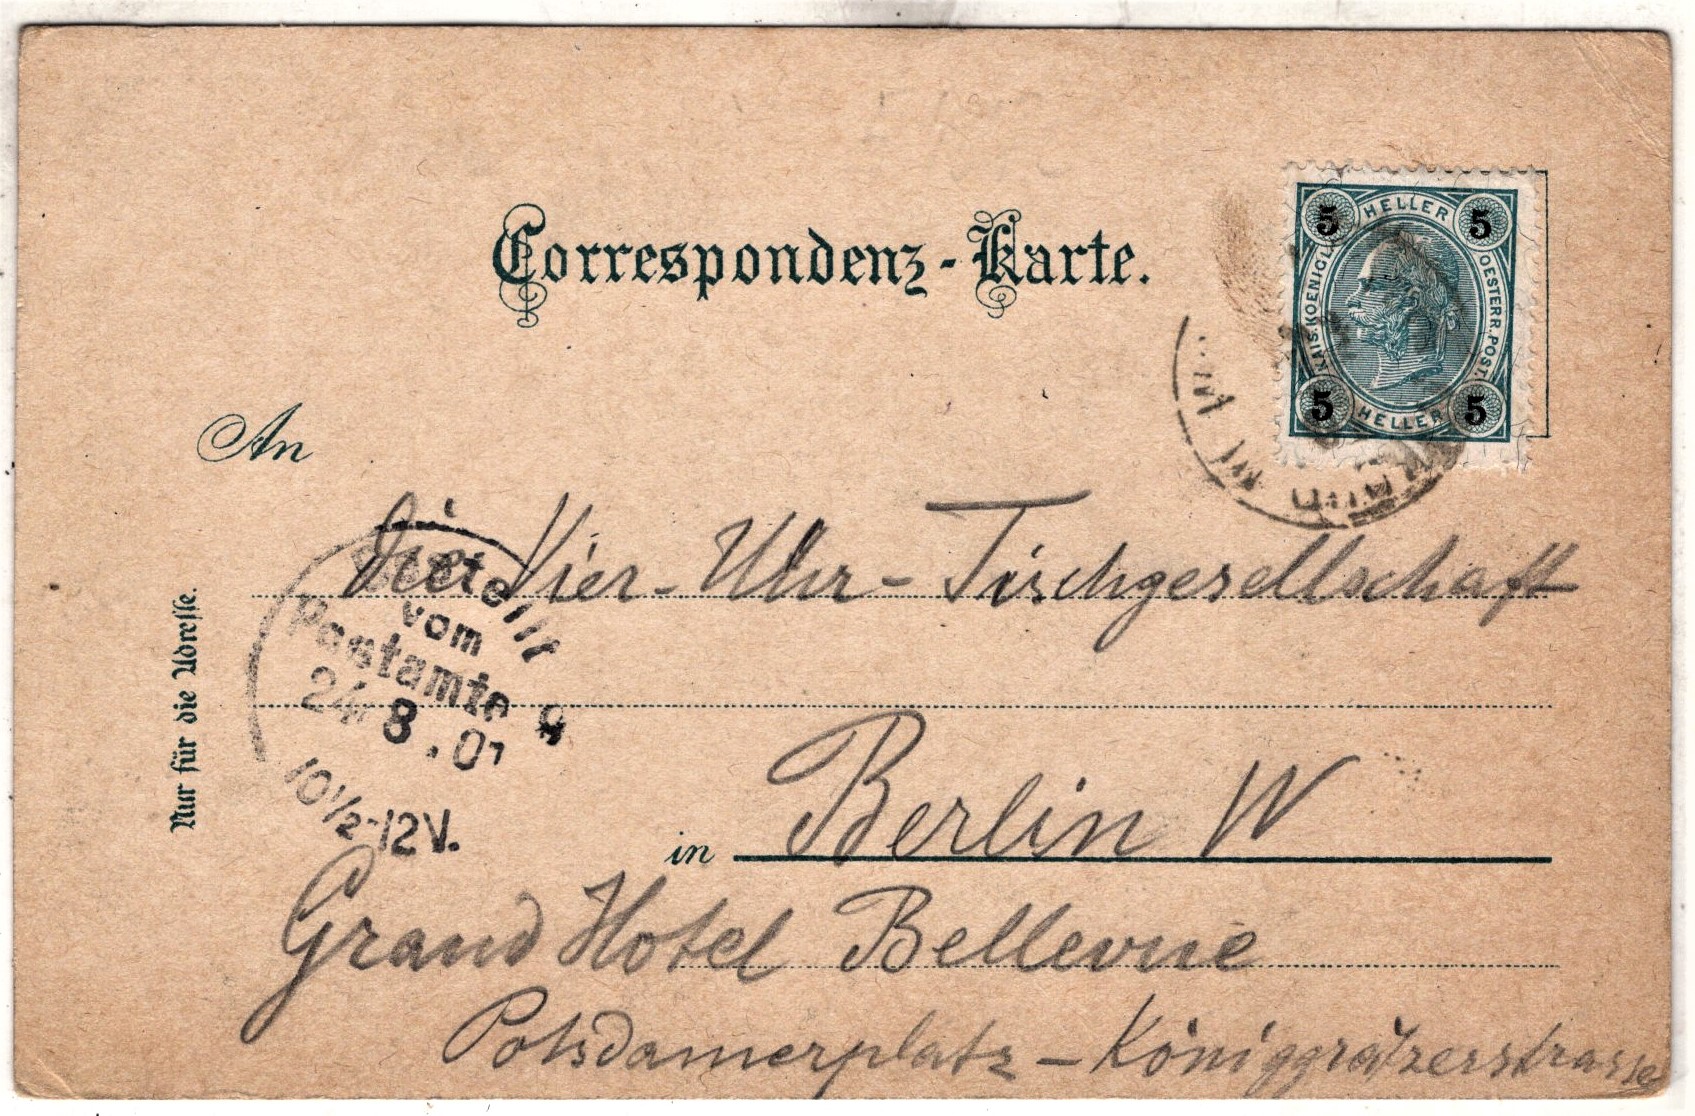 Correspondenz-Karte.
5 HELLER 5
KAIS. KOENIGL.
OESTERR. POST.
5 HELLER 5
An
Die Vier-Uhr-Tischgesellschaft
Bestellt
vom
Postamte 9
24 8. 01
10½-12V.
Nur für die Adresse.
in Berlin W
Grand Hotel Bellevue
Potsdamerplatz - Königgrätzerstrasse